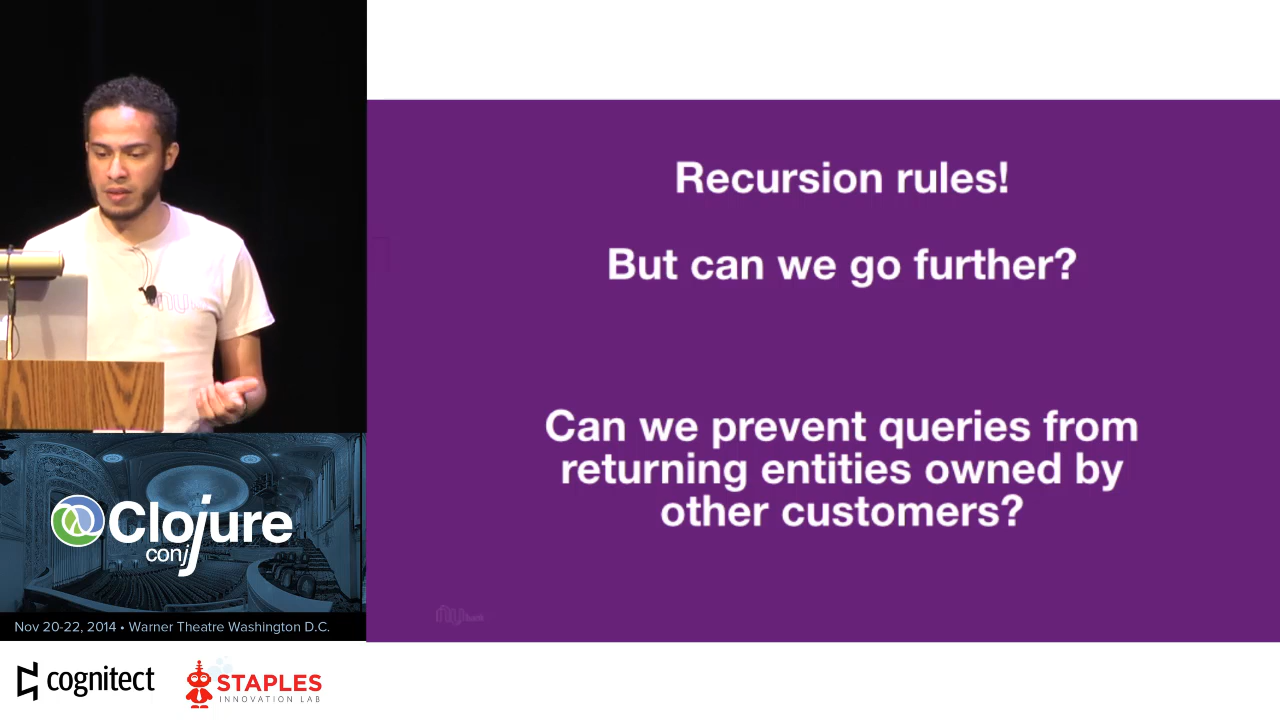 Recursion rules!
But can we go further?
Can we prevent queries from
returning entities owned by
other customers?
Clojure
conj
Nov 20-22, 2014 • Warner Theatre Washington D.C.
cognitect
STAPLES
INNOVATION LAB